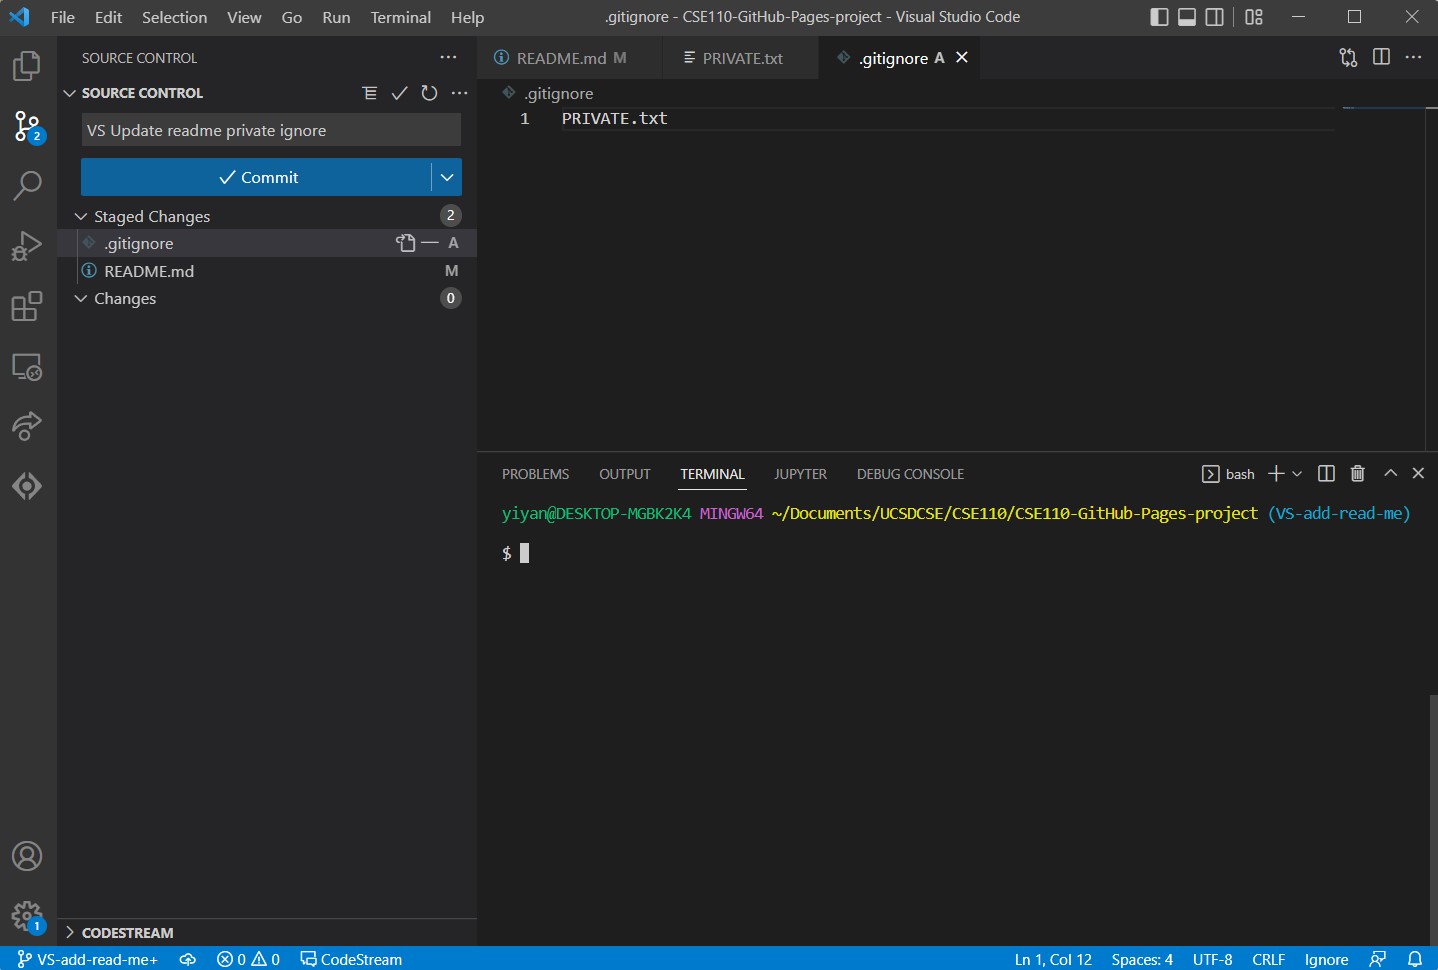 File Edit Selection View Go Run Terminal Help .gitignore - CSE110-GitHub-Pages-project - Visual Studio Code
SOURCE CONTROL
SOURCE CONTROL
VS Update readme private ignore
Commit
Staged Changes 2
.gitignore A
README.md M
Changes 0
2
1
CODESTREAM
README.md M PRIVATE.txt .gitignore A
.gitignore
1 PRIVATE.txt
PROBLEMS OUTPUT TERMINAL JUPYTER DEBUG CONSOLE bash
yiyan@DESKTOP-MGBK2K4 MINGW64 ~/Documents/UCSDCSE/CSE110/CSE110-GitHub-Pages-project (VS-add-read-me)
$
VS-add-read-me+ 0 0 CodeStream Ln 1, Col 12 Spaces: 4 UTF-8 CRLF Ignore